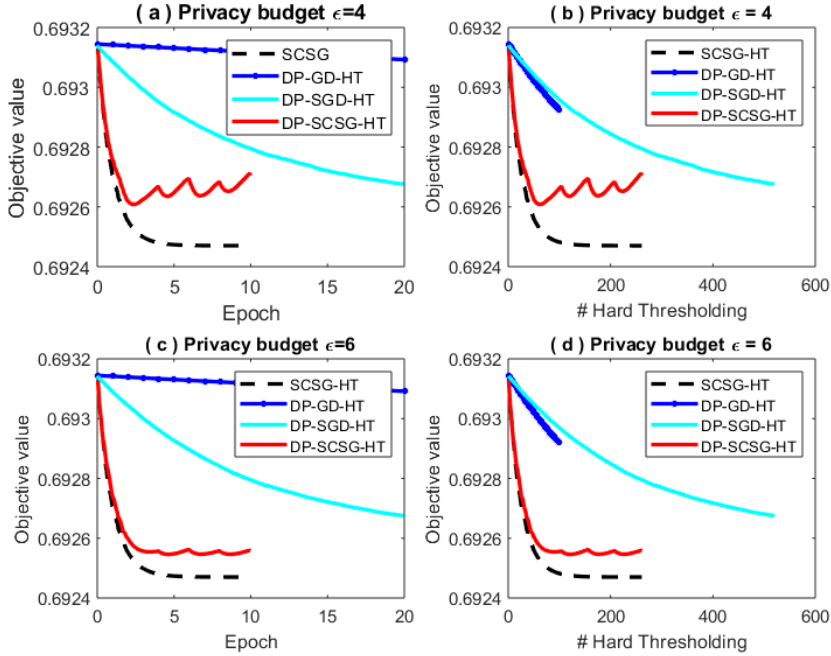 ( a ) Privacy budget ϵ=4
0.6932
0.693
0.6928
0.6926
0.6924
Objective value
SCSG
DP-GD-HT
DP-SGD-HT
DP-SCSG-HT
0
5
10
15
20
Epoch
( b ) Privacy budget ϵ = 4
0.6932
0.693
0.6928
0.6926
0.6924
Objective value
SCSG-HT
DP-GD-HT
DP-SGD-HT
DP-SCSG-HT
0
200
400
600
# Hard Thresholding
( c ) Privacy budget ϵ=6
0.6932
0.693
0.6928
0.6926
0.6924
Objective value
SCSG-HT
DP-GD-HT
DP-SGD-HT
DP-SCSG-HT
0
5
10
15
20
Epoch
( d ) Privacy budget ϵ = 6
0.6932
0.693
0.6928
0.6926
0.6924
Objective value
SCSG-HT
DP-GD-HT
DP-SGD-HT
DP-SCSG-HT
0
200
400
600
# Hard Thresholding